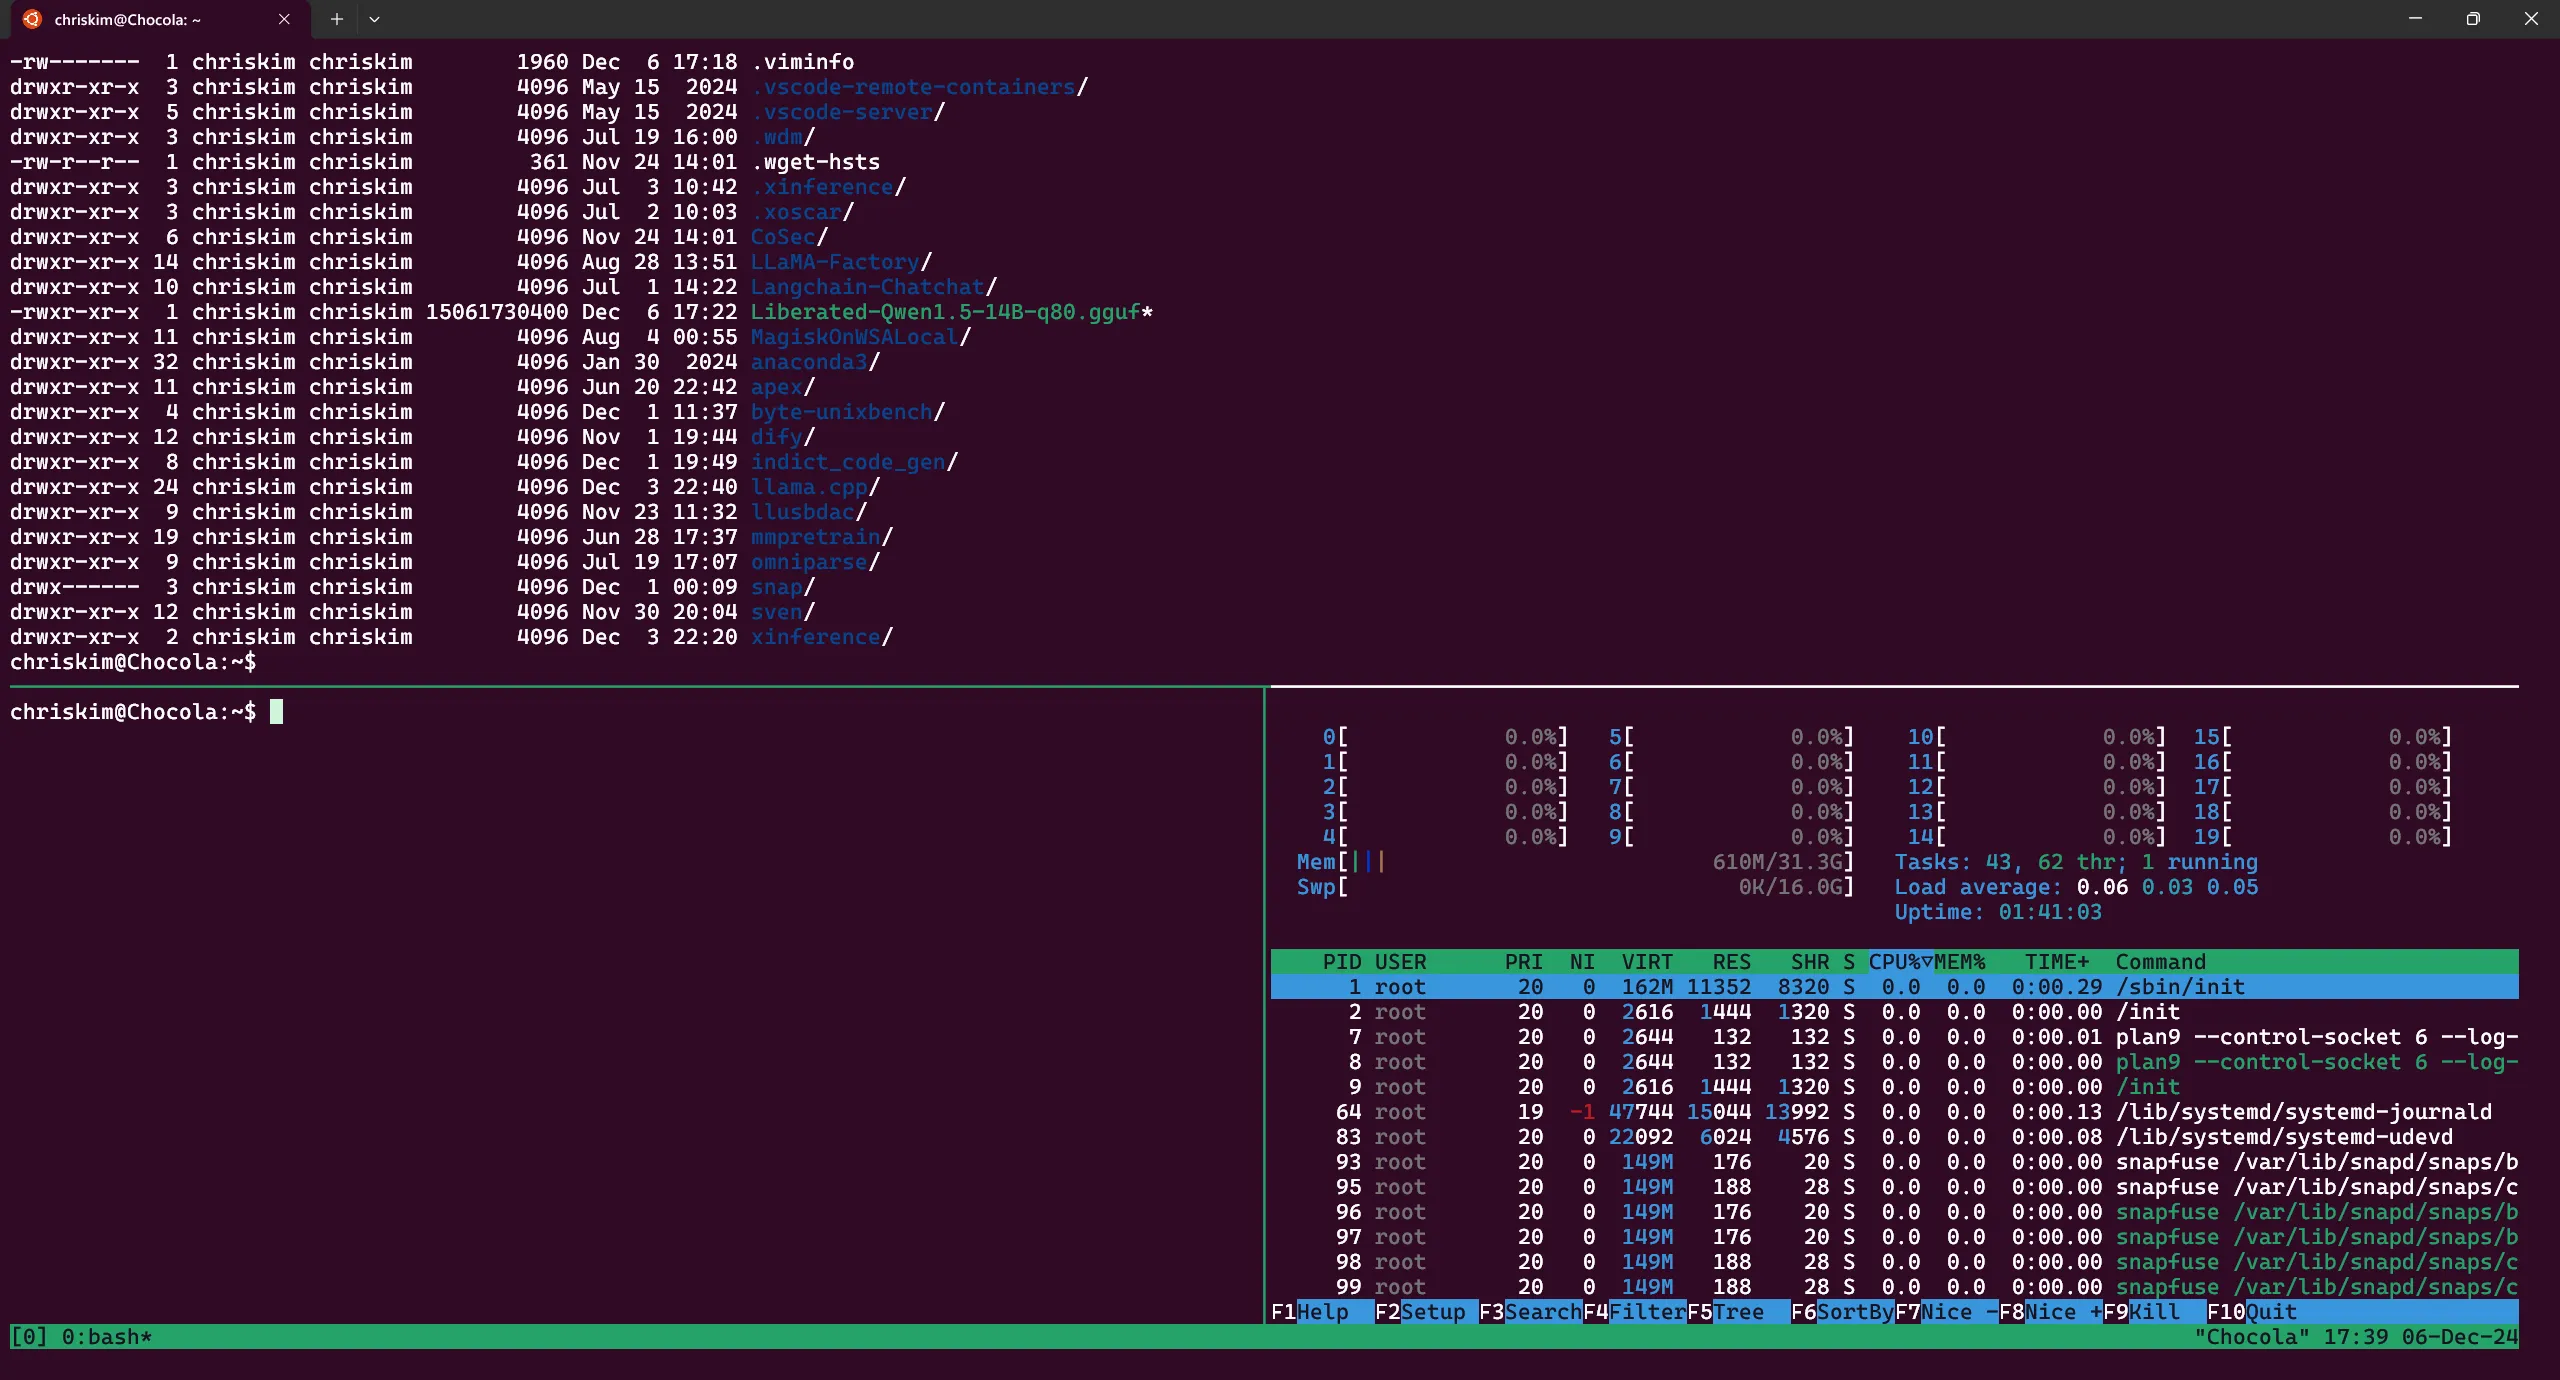 chriskim@Chocola: ~
-rw-------  1 chriskim chriskim        1960 Dec  6 17:18 .viminfo
drwxr-xr-x  3 chriskim chriskim        4096 May 15  2024 .vscode-remote-containers/
drwxr-xr-x  5 chriskim chriskim        4096 May 15  2024 .vscode-server/
drwxr-xr-x  3 chriskim chriskim        4096 Jul 19 16:00 .wdm/
-rw-r--r--  1 chriskim chriskim         361 Nov 24 14:01 .wget-hsts
drwxr-xr-x  3 chriskim chriskim        4096 Jul  3 10:42 .xinference/
drwxr-xr-x  3 chriskim chriskim        4096 Jul  2 10:03 .xoscar/
drwxr-xr-x  6 chriskim chriskim        4096 Nov 24 14:01 CoSec/
drwxr-xr-x 14 chriskim chriskim        4096 Aug 28 13:51 LLaMA-Factory/
drwxr-xr-x 10 chriskim chriskim        4096 Jul  1 14:22 Langchain-Chatchat/
-rwxr-xr-x  1 chriskim chriskim 15061730400 Dec  6 17:22 Liberated-Qwen1.5-14B-q80.gguf*
drwxr-xr-x 11 chriskim chriskim        4096 Aug  4 00:55 MagiskOnWSALocal/
drwxr-xr-x 32 chriskim chriskim        4096 Jan 30  2024 anaconda3/
drwxr-xr-x 11 chriskim chriskim        4096 Jun 20 22:42 apex/
drwxr-xr-x  4 chriskim chriskim        4096 Dec  1 11:37 byte-unixbench/
drwxr-xr-x 12 chriskim chriskim        4096 Nov  1 19:44 dify/
drwxr-xr-x  8 chriskim chriskim        4096 Dec  1 19:49 indict_code_gen/
drwxr-xr-x 24 chriskim chriskim        4096 Dec  3 22:40 llama.cpp/
drwxr-xr-x  9 chriskim chriskim        4096 Nov 23 11:32 llusbdac/
drwxr-xr-x 19 chriskim chriskim        4096 Jun 28 17:37 mmpretrain/
drwxr-xr-x  9 chriskim chriskim        4096 Jul 19 17:07 omniparse/
drwx------  3 chriskim chriskim        4096 Dec  1 00:09 snap/
drwxr-xr-x 12 chriskim chriskim        4096 Nov 30 20:04 sven/
drwxr-xr-x  2 chriskim chriskim        4096 Dec  3 22:20 xinference/
chriskim@Chocola:~$
chriskim@Chocola:~$
0[ 0.0%] 5[ 0.0%] 10[ 0.0%] 15[ 0.0%]
1[ 0.0%] 6[ 0.0%] 11[ 0.0%] 16[ 0.0%]
2[ 0.0%] 7[ 0.0%] 12[ 0.0%] 17[ 0.0%]
3[ 0.0%] 8[ 0.0%] 13[ 0.0%] 18[ 0.0%]
4[ 0.0%] 9[ 0.0%] 14[ 0.0%] 19[ 0.0%]
Mem[||| 610M/31.3G] Tasks: 43, 62 thr; 1 running
Swp[ 0K/16.0G] Load average: 0.06 0.03 0.05
Uptime: 01:41:03
PID USER PRI NI VIRT RES SHR S CPU%▽MEM% TIME+ Command
1 root 20 0 162M 11352 8320 S 0.0 0.0 0:00.29 /sbin/init
2 root 20 0 2616 1444 1320 S 0.0 0.0 0:00.00 /init
7 root 20 0 2644 132 132 S 0.0 0.0 0:00.01 plan9 --control-socket 6 --log-
8 root 20 0 2644 132 132 S 0.0 0.0 0:00.00 plan9 --control-socket 6 --log-
9 root 20 0 2616 1444 1320 S 0.0 0.0 0:00.00 /init
64 root 19 -1 47744 15044 13992 S 0.0 0.0 0:00.13 /lib/systemd/systemd-journald
83 root 20 0 22092 6024 4576 S 0.0 0.0 0:00.08 /lib/systemd/systemd-udevd
93 root 20 0 149M 176 20 S 0.0 0.0 0:00.00 snapfuse /var/lib/snapd/snaps/b
95 root 20 0 149M 188 28 S 0.0 0.0 0:00.00 snapfuse /var/lib/snapd/snaps/c
96 root 20 0 149M 176 20 S 0.0 0.0 0:00.00 snapfuse /var/lib/snapd/snaps/b
97 root 20 0 149M 176 20 S 0.0 0.0 0:00.00 snapfuse /var/lib/snapd/snaps/b
98 root 20 0 149M 188 28 S 0.0 0.0 0:00.00 snapfuse /var/lib/snapd/snaps/c
99 root 20 0 149M 188 28 S 0.0 0.0 0:00.00 snapfuse /var/lib/snapd/snaps/c
F1Help F2Setup F3SearchF4FilterF5Tree F6SortByF7Nice -F8Nice +F9Kill F10Quit
[0] 0:bash* "Chocola" 17:39 06-Dec-24